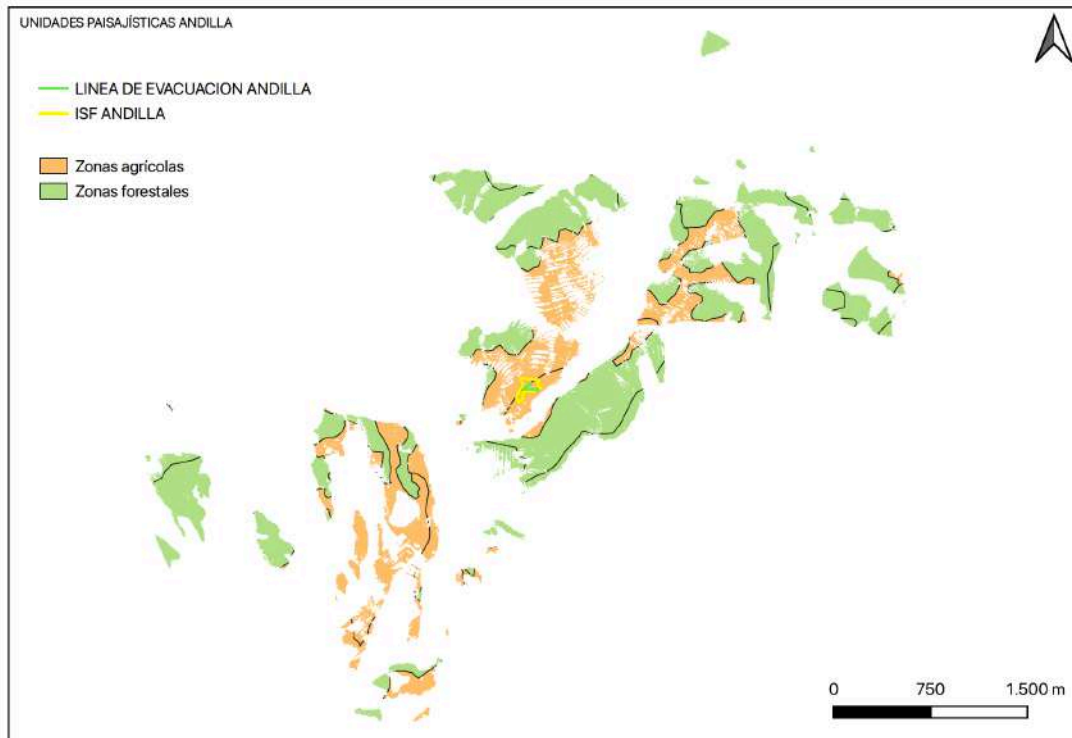 UNIDADES PAISAJÍSTICAS ANDILLA
LINEA DE EVACUACION ANDILLA
ISF ANDILLA
Zonas agrícolas
Zonas forestales
0 750 1.500 m